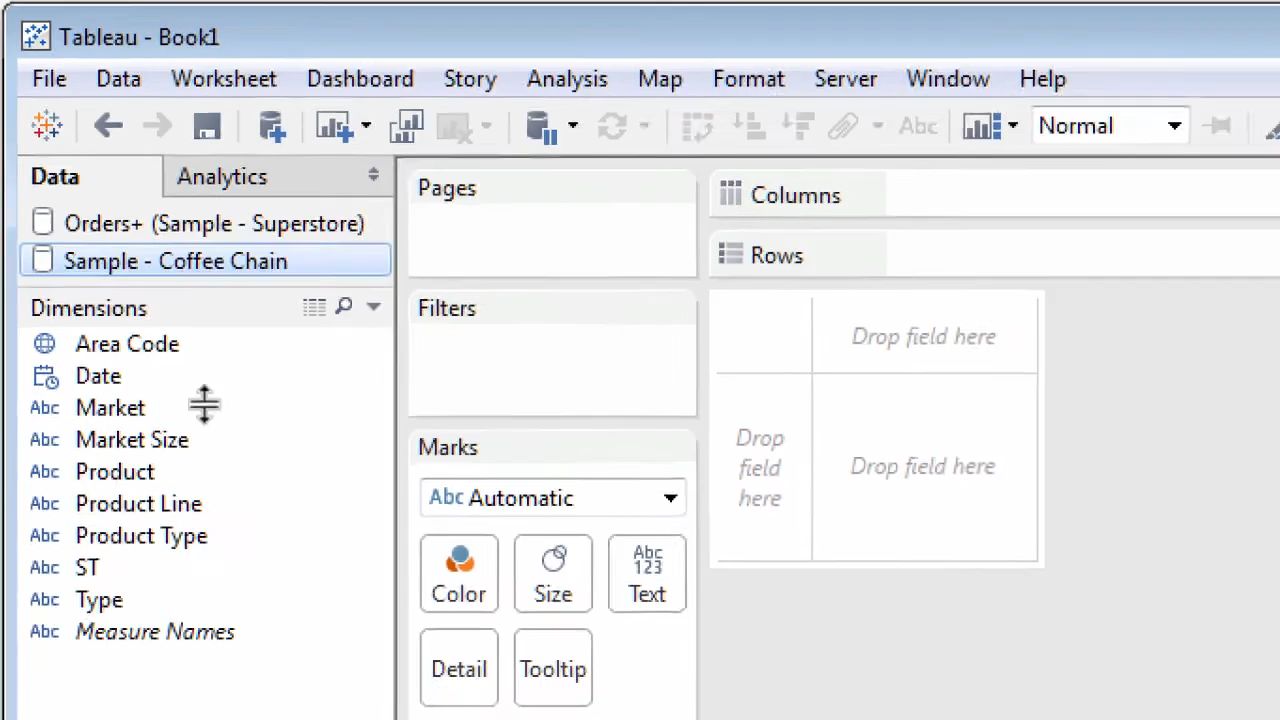 Tableau - Book1
File Data Worksheet Dashboard Story Analysis Map Format Server Window Help
Abc Normal
Data Analytics
Orders+ (Sample - Superstore)
Sample - Coffee Chain
Dimensions
Area Code
Date
Abc Market
Abc Market Size
Abc Product
Abc Product Line
Abc Product Type
Abc ST
Abc Type
Abc Measure Names
Pages
Filters
Marks
Abc Automatic
Color
Size
Abc
123
Text
Detail
Tooltip
Columns
Rows
Drop field here
Drop
field
here
Drop field here